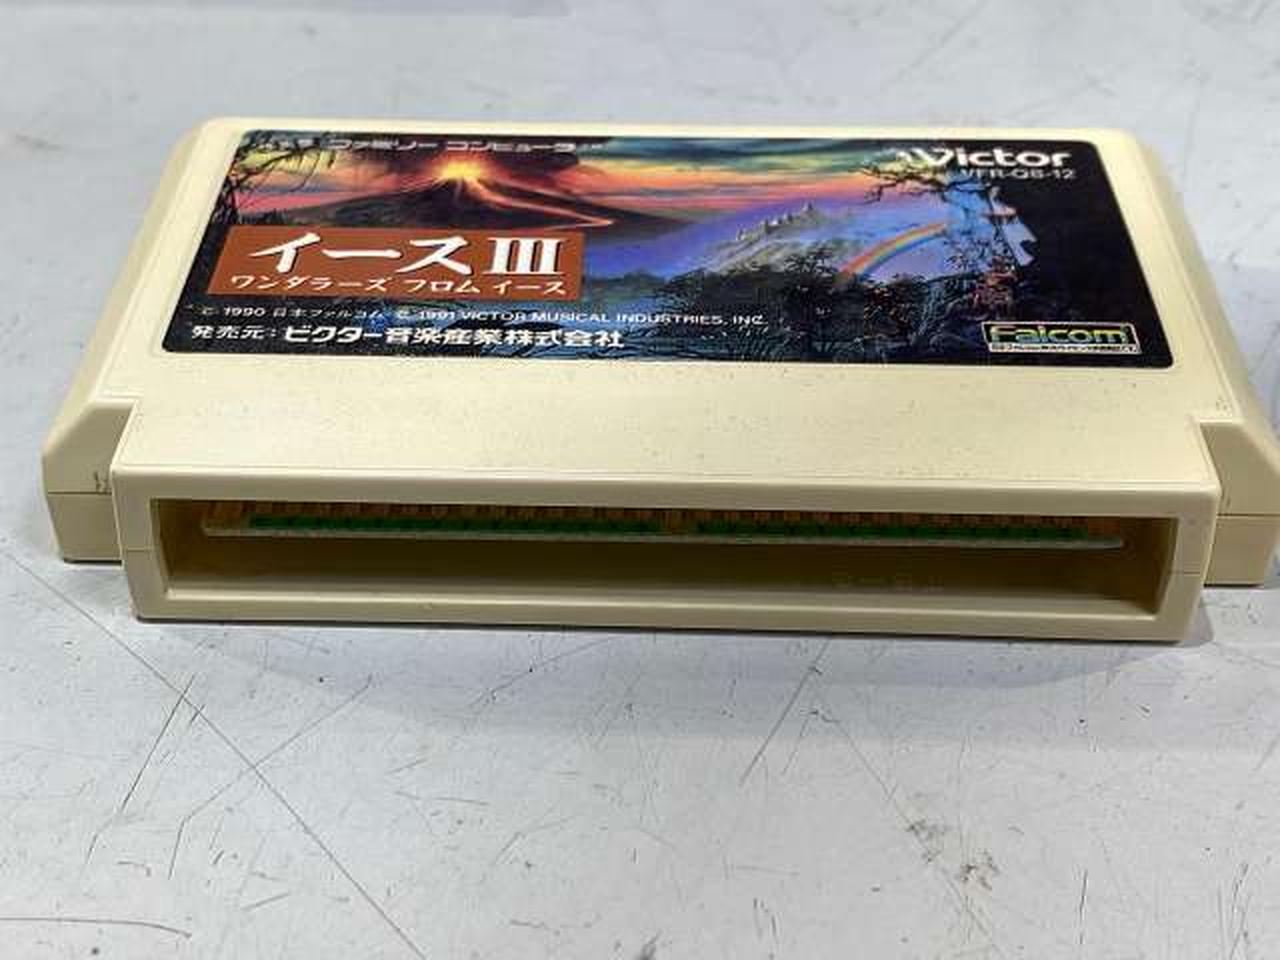 ファミリー コンピュータ™
Victor
VFR-Q8-12
イースIII
ワンダラーズ フロム イース
© 1990 日本ファルコム © 1991 VICTOR MUSICAL INDUSTRIES, INC.
発売元：ビクター音楽産業株式会社
Falcom